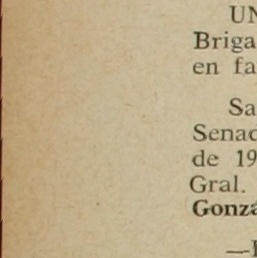 UN
Briga
en fa
Sa
Senad
de 19
Gral.
Gonzá
—I